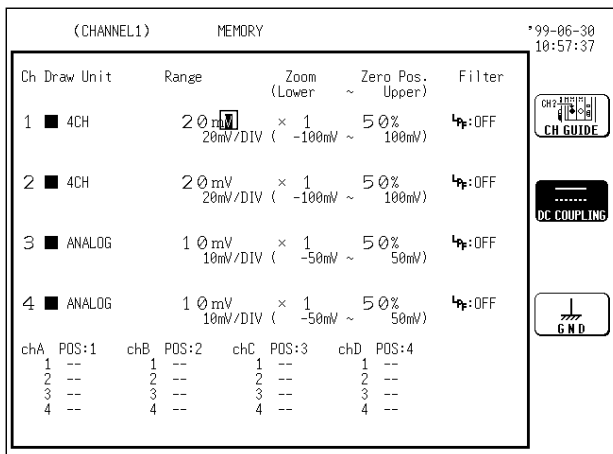 (CHANNEL1) MEMORY
'99-06-30
10:57:37
Ch Draw Unit Range Zoom Zero Pos. Filter
(Lower ~ Upper)
1 4CH 20mV × 1 50% LPF:OFF
20mV/DIV ( -100mV ~ 100mV)
2 4CH 20mV × 1 50% LPF:OFF
20mV/DIV ( -100mV ~ 100mV)
3 ANALOG 10mV × 1 50% LPF:OFF
10mV/DIV ( -50mV ~ 50mV)
4 ANALOG 10mV × 1 50% LPF:OFF
10mV/DIV ( -50mV ~ 50mV)
chA POS:1 chB POS:2 chC POS:3 chD POS:4
1 -- 1 -- 1 -- 1 --
2 -- 2 -- 2 -- 2 --
3 -- 3 -- 3 -- 3 --
4 -- 4 -- 4 -- 4 --
CH?
CH GUIDE
DC COUPLING
GND